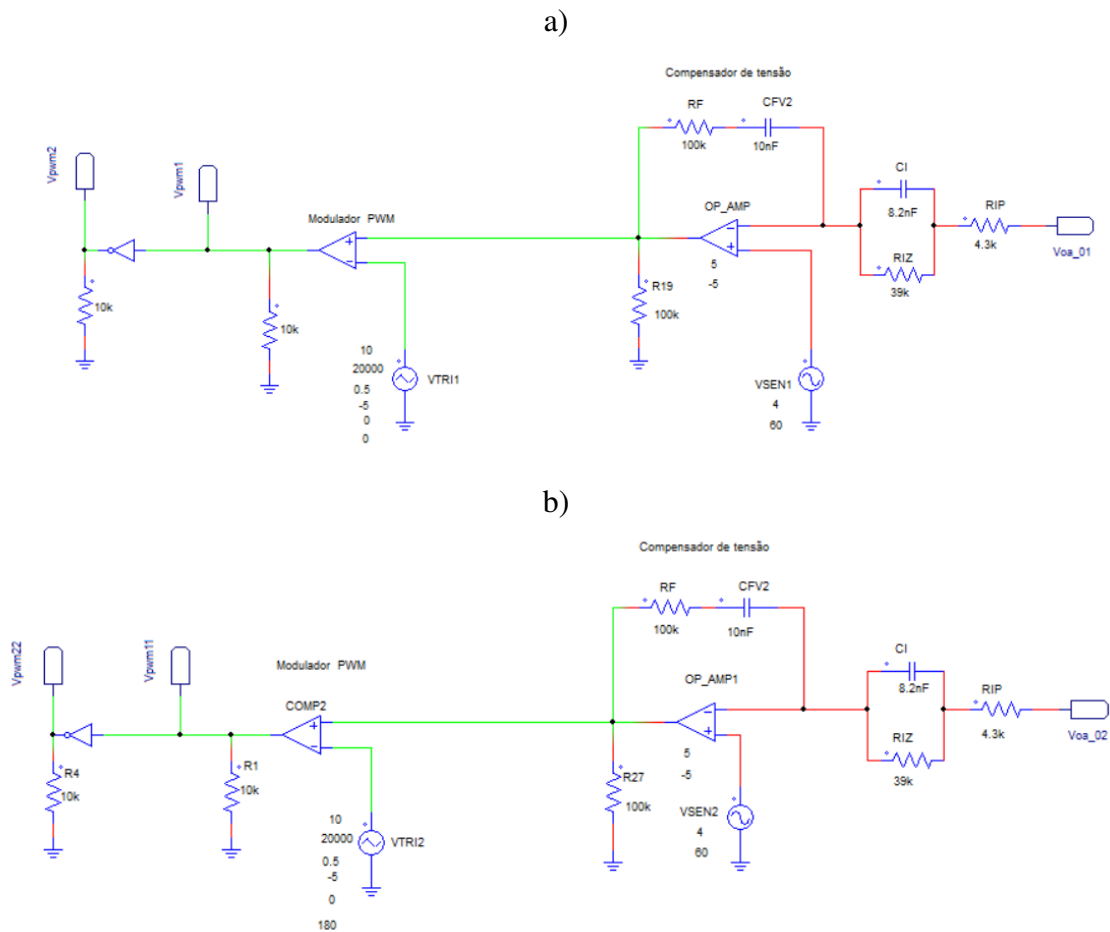 a)
Compensador de tensão
RF
CFV2
100k
10nF
Vpwm2
Vpwm1
CI
8.2nF
RIP
4.3k
Voa_01
RIZ
39k
Modulador PWM
OP_AMP
5
-5
10k
10k
R19
100k
10
20000
0.5
-5
0
0
VTRI1
VSEN1
4
60
b)
Compensador de tensão
RF
CFV2
100k
10nF
Vpwm22
Vpwm11
CI
8.2nF
RIP
4.3k
Voa_02
RIZ
39k
Modulador PWM
COMP2
OP_AMP1
5
-5
R4
10k
R1
10k
R27
100k
VSEN2
4
60
10
20000
0.5
-5
0
180
VTRI2